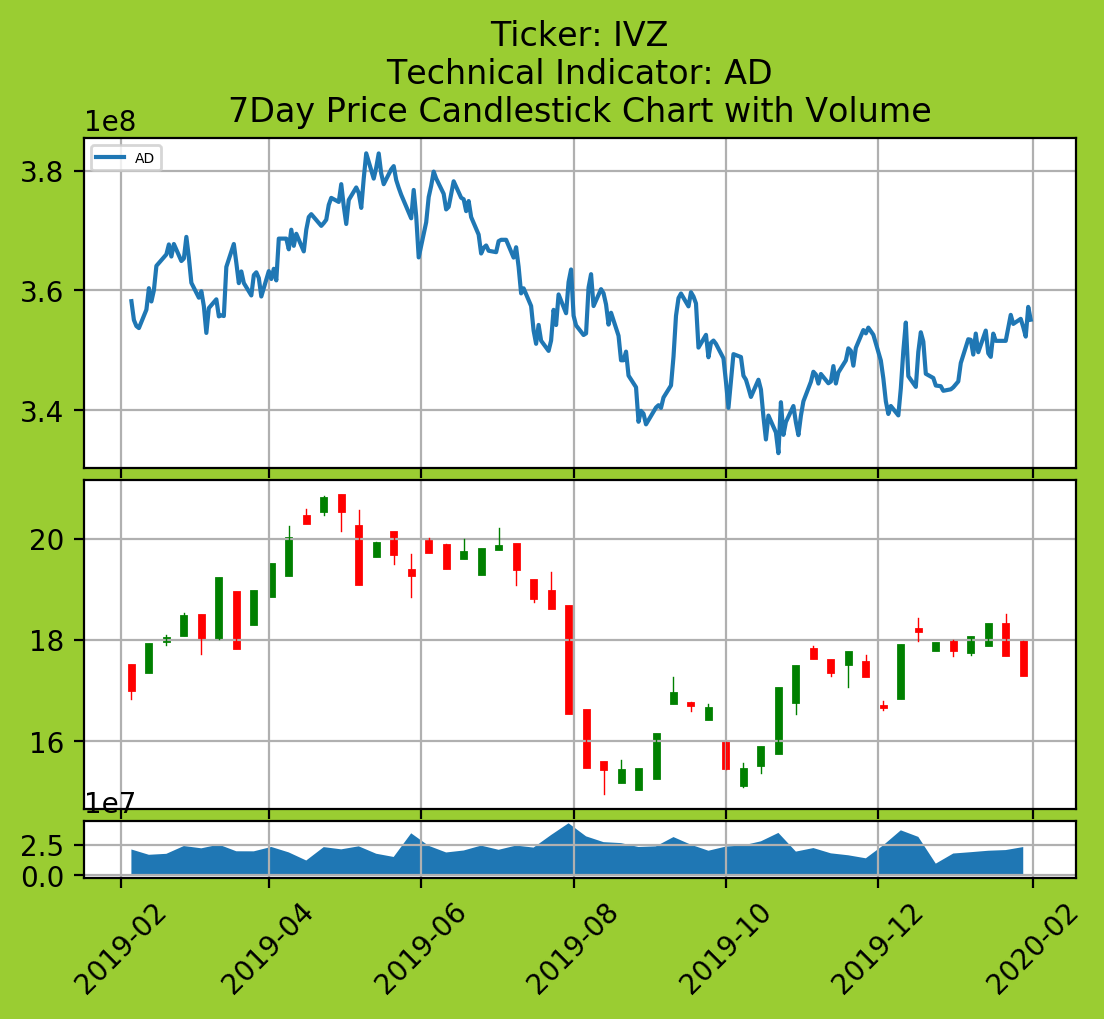 Ticker: IVZ
Technical Indicator: AD
7Day Price Candlestick Chart with Volume
1e8
AD
3.8
3.6
3.4
20
18
16
1e7
2.5
0.0
2019-02
2019-04
2019-06
2019-08
2019-10
2019-12
2020-02